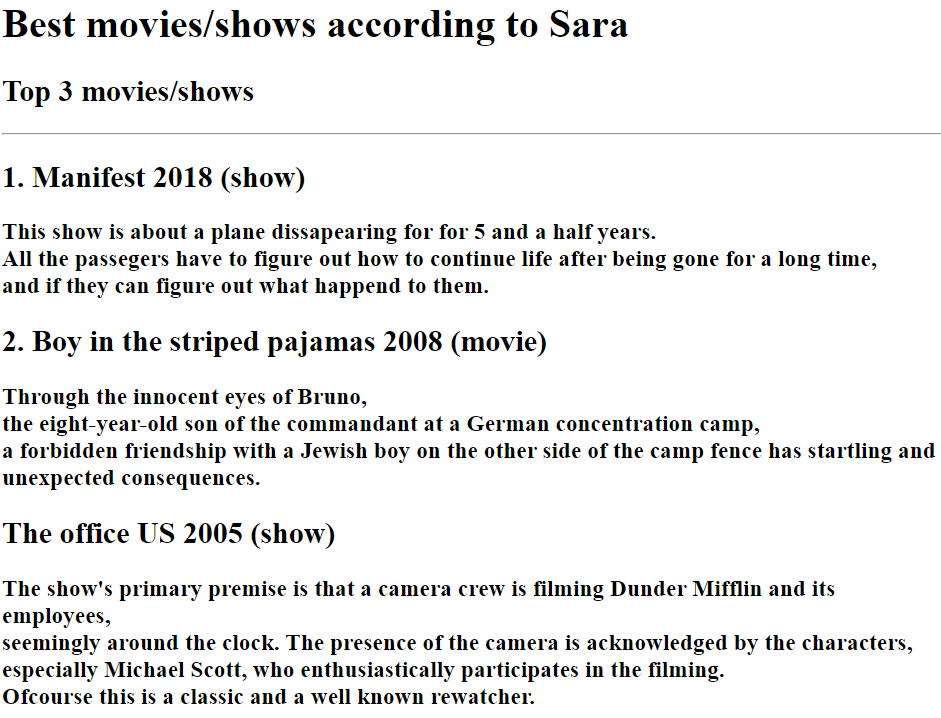 Best movies/shows according to Sara
Top 3 movies/shows
1. Manifest 2018 (show)
This show is about a plane dissapearing for for 5 and a half years.
All the passegers have to figure out how to continue life after being gone for a long time,
and if they can figure out what happend to them.
2. Boy in the striped pajamas 2008 (movie)
Through the innocent eyes of Bruno,
the eight-year-old son of the commandant at a German concentration camp,
a forbidden friendship with a Jewish boy on the other side of the camp fence has startling and
unexpected consequences.
The office US 2005 (show)
The show's primary premise is that a camera crew is filming Dunder Mifflin and its
employees,
seemingly around the clock. The presence of the camera is acknowledged by the characters,
especially Michael Scott, who enthusiastically participates in the filming.
Ofcourse this is a classic and a well known rewatcher.